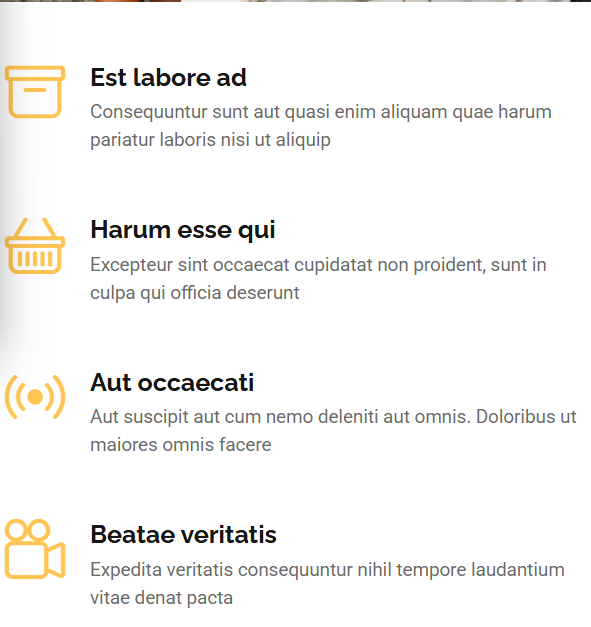 Est labore ad
Consequuntur sunt aut quasi enim aliquam quae harum
pariatur laboris nisi ut aliquip
Harum esse qui
Excepteur sint occaecat cupidatat non proident, sunt in
culpa qui officia deserunt
Aut occaecati
Aut suscipit aut cum nemo deleniti aut omnis. Doloribus ut
maiores omnis facere
Beatae veritatis
Expedita veritatis consequuntur nihil tempore laudantium
vitae denat pacta